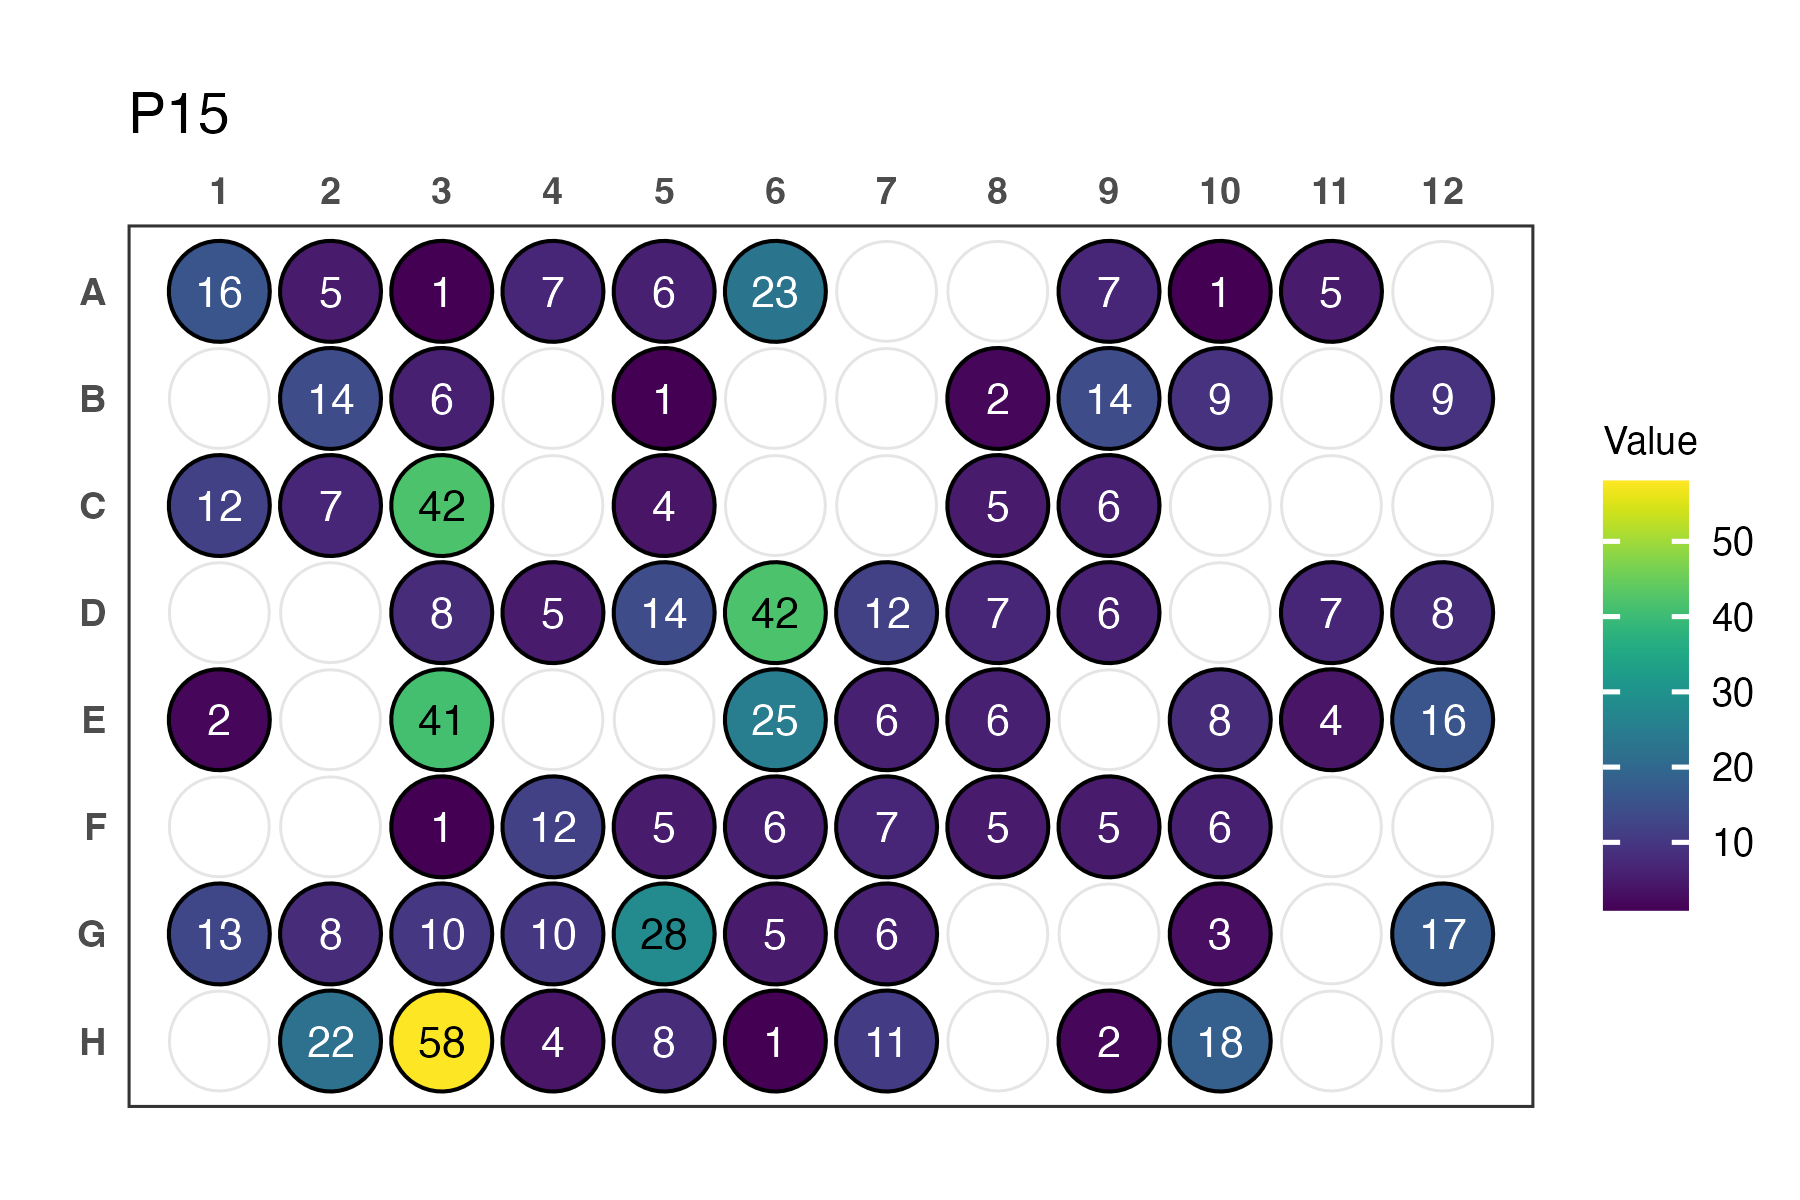 P15
1 2 3 4 5 6 7 8 9 10 11 12
A 16 5 1 7 6 23 7 1 5
B 14 6 1 2 14 9 9
C 12 7 42 4 5 6
D 8 5 14 42 12 7 6 7 8
E 2 41 25 6 6 8 4 16
F 1 12 5 6 7 5 5 6
G 13 8 10 10 28 5 6 3 17
H 22 58 4 8 1 11 2 18
Value
50
40
30
20
10